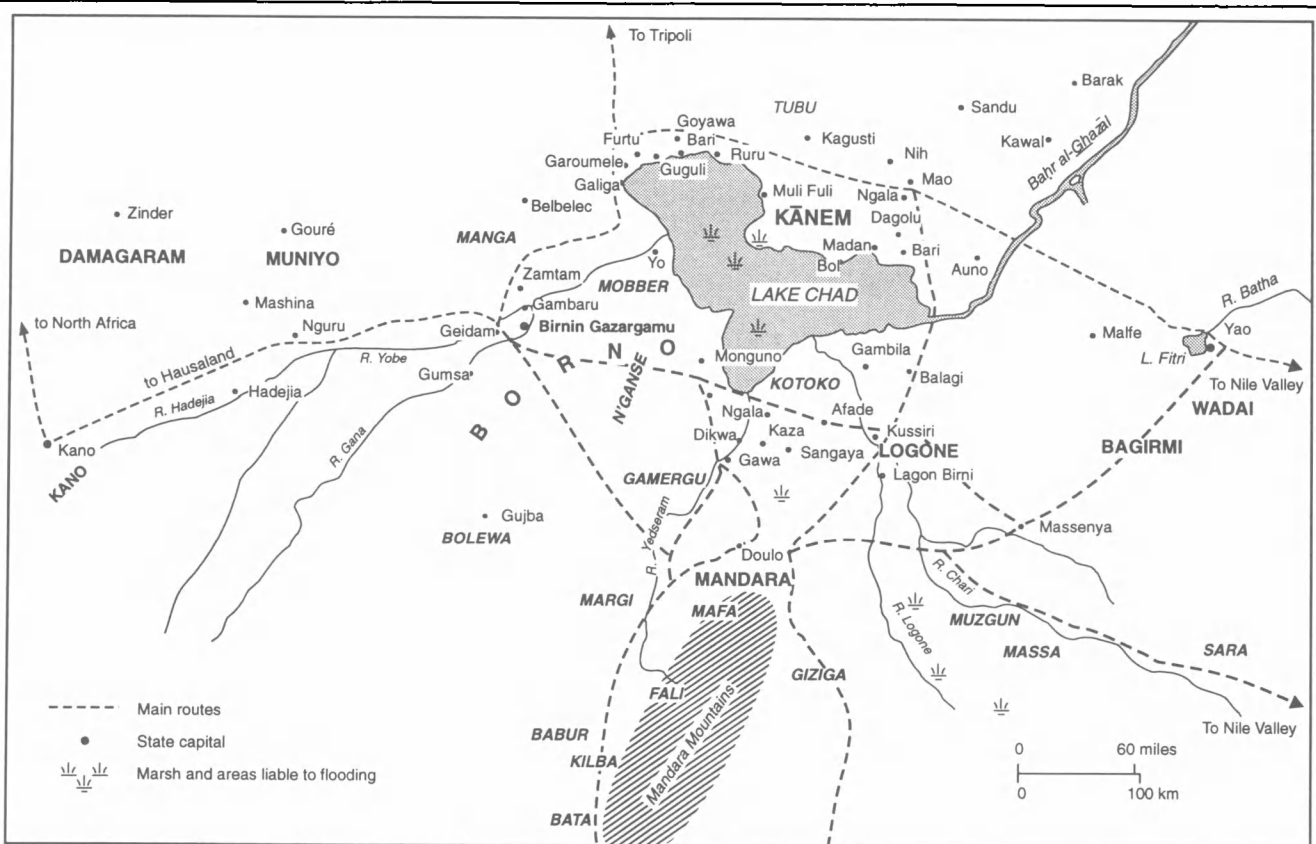 To Tripoli
Barak
TUBU
Sandu
Goyawa
Furtu
Bari
Kagusti
Kawal
Baḥr al-Ghazāl
Garoumele
Guguli
Ruru
Nih
Mao
Galiga
Muli Fuli
Ngala
Belbelec
KĀNEM
Zinder
Gouré
Dagolu
DAMAGARAM
MUNIYO
MANGA
Madan
Bari
Yo
Bol
Auno
Zamtam
MOBBER
LAKE CHAD
R. Batha
Mashina
Gambaru
to North Africa
Nguru
Geidam
Birnin Gazargamu
Malfe
Yao
L. Fitri
to Hausaland
R. Yobe
BORNO
Monguno
Gambila
Balagi
To Nile Valley
R. Hadejia
Hadejia
Gumsa
N'GANSE
KOTOKO
WADAI
Ngala
Afade
Kano
KANO
R. Gana
Dikwa
Kaza
Kussiri
BAGIRMI
Gawa
Sangaya
LOGONE
GAMERGU
Lagon Birni
Gujba
R. Yedseram
BOLEWA
Massenya
Doulo
MANDARA
R. Chari
MARGI
MAFA
MUZGUN
R. Logone
MASSA
SARA
GIZIGA
FALI
Mandara Mountains
Main routes
State capital
Marsh and areas liable to flooding
BABUR
KILBA
BATA
To Nile Valley
0 60 miles
0 100 km